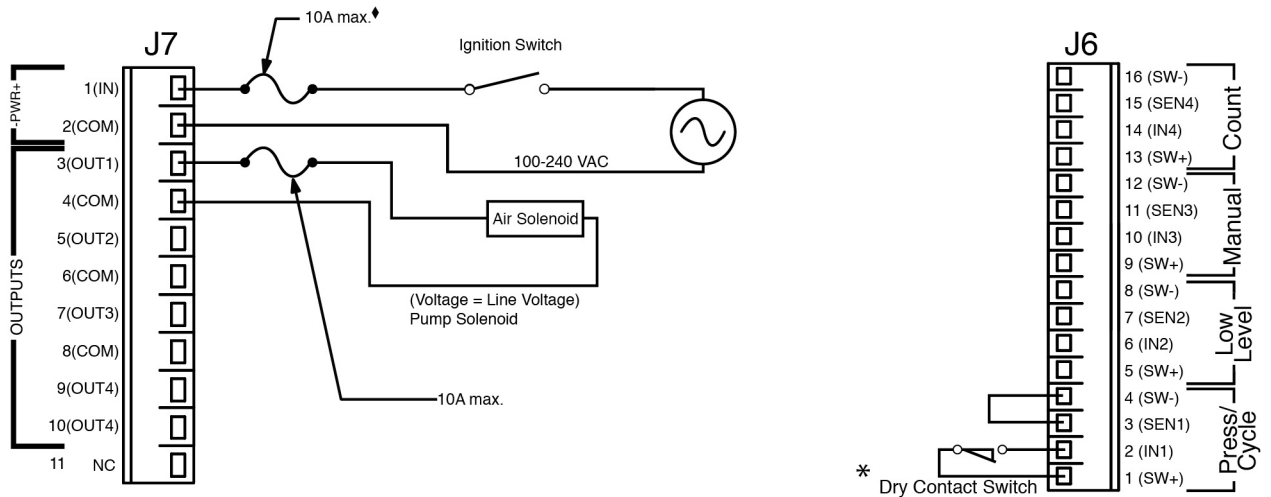 10A max.♦
J7
Ignition Switch
-PWR+
1(IN)
2(COM)
100-240 VAC
OUTPUTS
3(OUT1)
4(COM)
Air Solenoid
5(OUT2)
6(COM)
(Voltage = Line Voltage)
Pump Solenoid
7(OUT3)
8(COM)
9(OUT4)
10A max.
10(OUT4)
11 NC
J6
16 (SW-)
15 (SEN4)
14 (IN4)
13 (SW+)
Count
12 (SW-)
11 (SEN3)
10 (IN3)
9 (SW+)
Manual
8 (SW-)
7 (SEN2)
6 (IN2)
5 (SW+)
Low
Level
4 (SW-)
3 (SEN1)
2 (IN1)
1 (SW+)
Press/
Cycle
* Dry Contact Switch